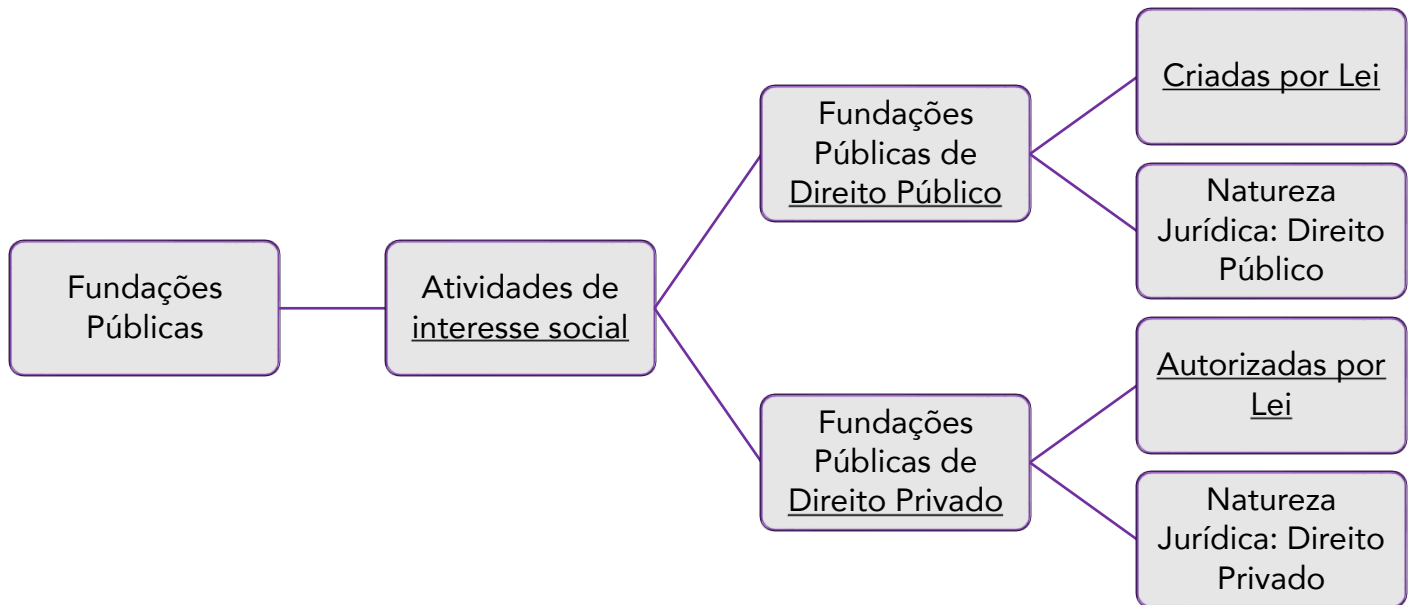 Fundações
Públicas
Atividades de
interesse social
Fundações
Públicas de
Direito Público
Criadas por Lei
Natureza
Jurídica: Direito
Público
Fundações
Públicas de
Direito Privado
Autorizadas por
Lei
Natureza
Jurídica: Direito
Privado